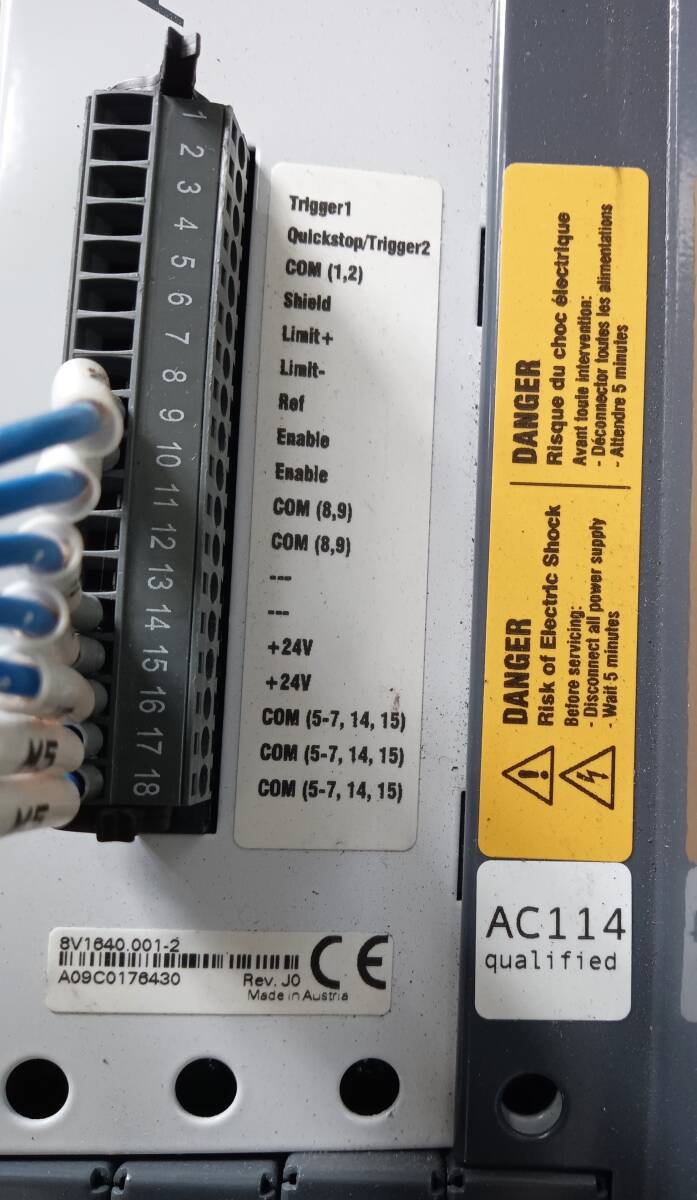 1
2
3
4
5
6
7
8
9
10
11
12
13
14
15
16
17
18
Trigger1
Quickstop/Trigger2
COM (1,2)
Shield
Limit+
Limit-
Ref
Enable
Enable
COM (8,9)
COM (8,9)
---
---
+24V
+24V
COM (5-7, 14, 15)
COM (5-7, 14, 15)
COM (5-7, 14, 15)
DANGER
Risk of Electric Shock
Before servicing:
- Disconnect all power supply
- Wait 5 minutes
DANGER
Risque du choc électrique
Avant toute intervention:
- Déconnector toutes les alimentations
- Attendre 5 minutes
AC114
qualified
8V1640.001-2
A09C0176430
Rev. J0
Made in Austria
CE